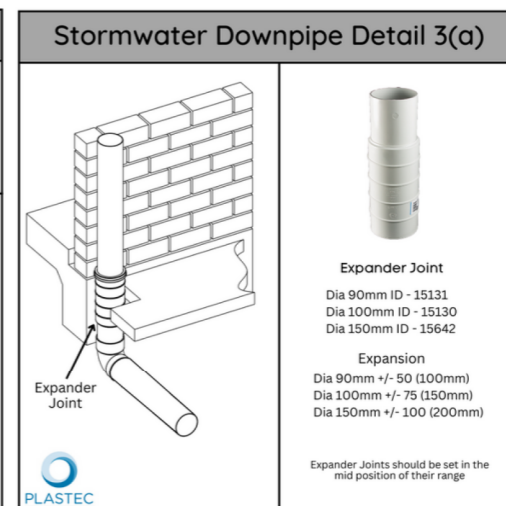 Stormwater Downpipe Detail 3(a)
Expander
Joint
PLASTEC
Expander Joint
Dia 90mm ID - 15131
Dia 100mm ID - 15130
Dia 150mm ID - 15642
Expansion
Dia 90mm +/- 50 (100mm)
Dia 100mm +/- 75 (150mm)
Dia 150mm +/- 100 (200mm)
Expander Joints should be set in the
mid position of their range